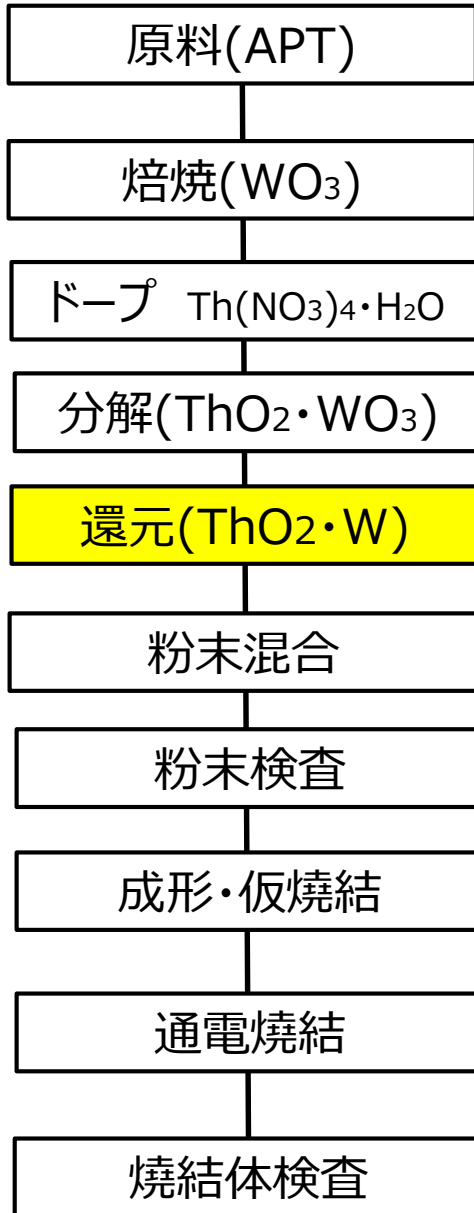 原料(APT)
焙焼(WO3)
ドープ Th(NO3)4・H2O
分解(ThO2・WO3)
還元(ThO2・W)
粉末混合
粉末検査
成形・仮焼結
通電焼結
焼結体検査